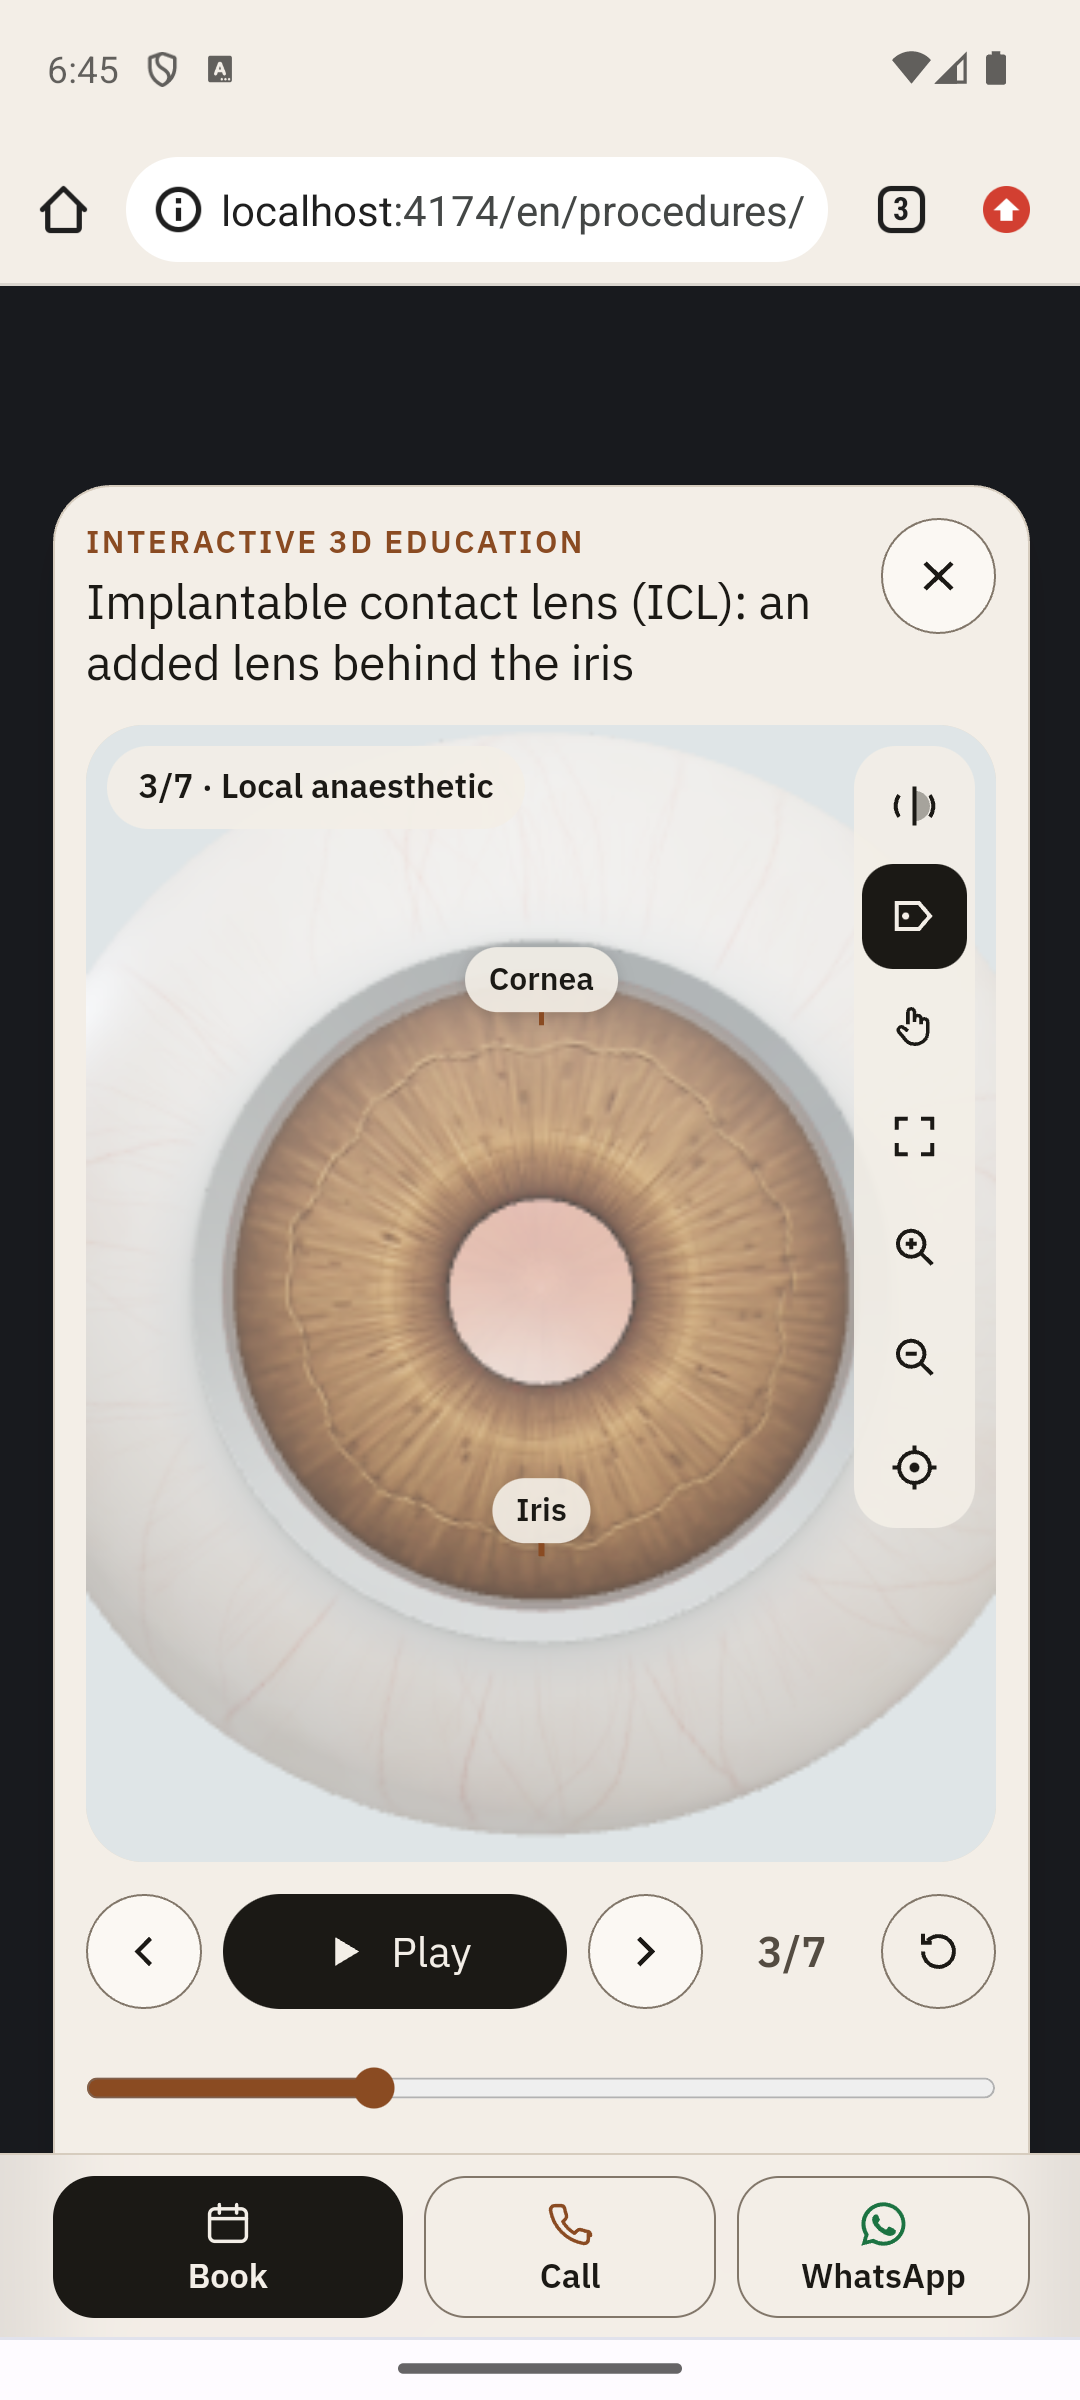 6:45
localhost:4174/en/procedures/
3
INTERACTIVE 3D EDUCATION
Implantable contact lens (ICL): an
added lens behind the iris
3/7 · Local anaesthetic
Cornea
Iris
Play
3/7
Book
Call
WhatsApp